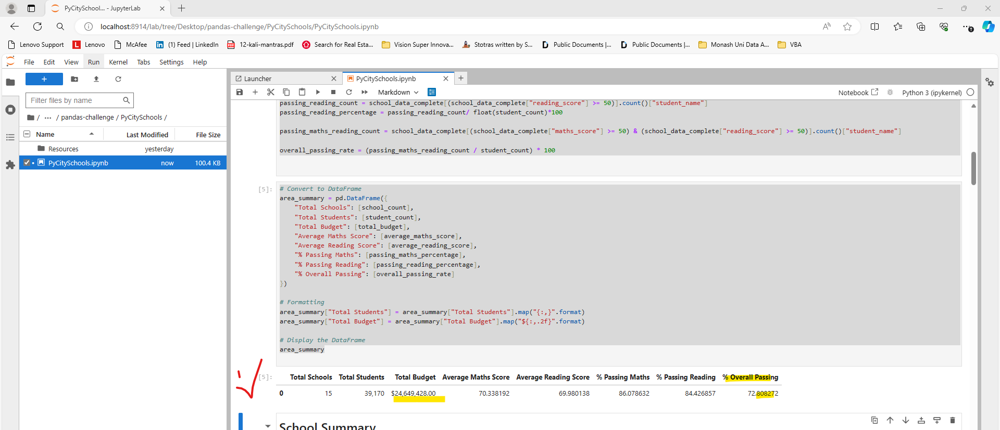 PyCitySchool... - JupyterLab
localhost:8914/lab/tree/Desktop/pandas-challenge/PyCitySchools/PyCitySchools.ipynb
Lenovo Support
Lenovo
McAfee
(1) Feed | LinkedIn
12-kali-mantras.pdf
Search for Real Esta...
Vision Super Innova...
Stotras written by S...
Public Documents |...
Public Documents |...
Monash Uni Data A...
VBA
File Edit View Run Kernel Tabs Settings Help
Launcher
PyCitySchools.ipynb
Filter files by name
/ ... / pandas-challenge / PyCitySchools /
Name Last Modified File Size
Resources yesterday
PyCitySchools.ipynb now 100.4 KB
Markdown
Notebook
Python 3 (ipykernel)
passing_reading_count = school_data_complete[(school_data_complete["reading_score"] >= 50)].count()["student_name"]
passing_reading_percentage = passing_reading_count/ float(student_count)*100
passing_maths_reading_count = school_data_complete[(school_data_complete["maths_score"] >= 50) & (school_data_complete["reading_score"] >= 50)].count()["student_name"]
overall_passing_rate = (passing_maths_reading_count / student_count) * 100
[5]:
# Convert to DataFrame
area_summary = pd.DataFrame({
"Total Schools": [school_count],
"Total Students": [student_count],
"Total Budget": [total_budget],
"Average Maths Score": [average_maths_score],
"Average Reading Score": [average_reading_score],
"% Passing Maths": [passing_maths_percentage],
"% Passing Reading": [passing_reading_percentage],
"% Overall Passing": [overall_passing_rate]
})
# Formatting
area_summary["Total Students"] = area_summary["Total Students"].map("{:,}".format)
area_summary["Total Budget"] = area_summary["Total Budget"].map("${:,.2f}".format)
# Display the DataFrame
area_summary
[5]:
Total Schools Total Students Total Budget Average Maths Score Average Reading Score % Passing Maths % Passing Reading % Overall Passing
0 15 39,170 $24,649,428.00 70.338192 69.980138 86.078632 84.426857 72.808272
School Summary